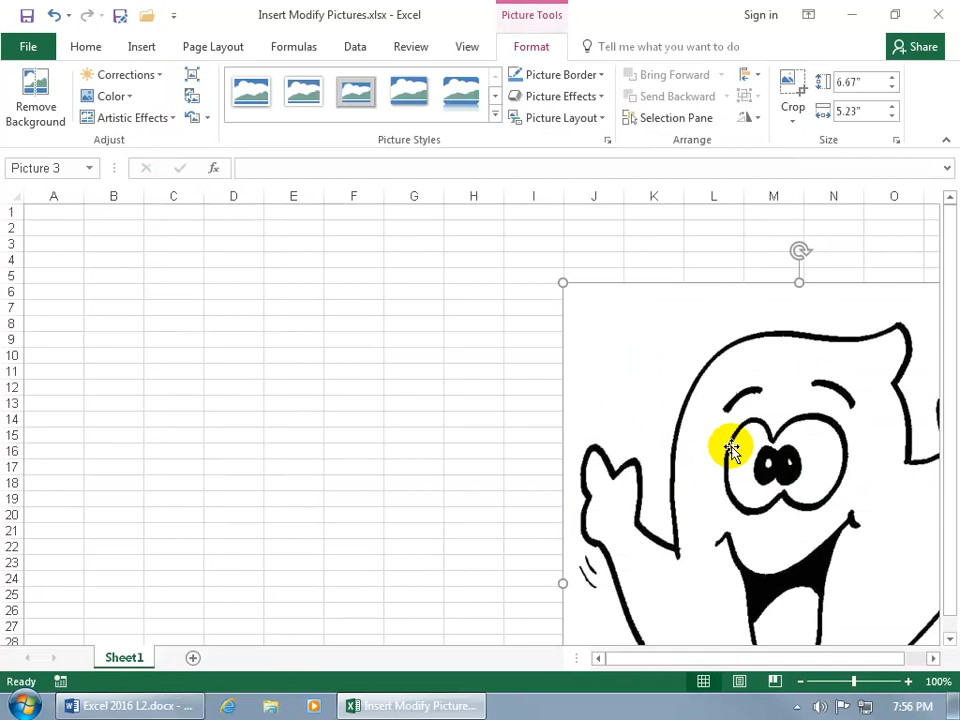 Insert Modify Pictures.xlsx - Excel
Picture Tools
Sign in
File Home Insert Page Layout Formulas Data Review View Format Tell me what you want to do Share
Remove Background
Corrections
Color
Artistic Effects
Adjust
Picture Styles
Picture Border
Picture Effects
Picture Layout
Bring Forward
Send Backward
Selection Pane
Arrange
Crop
6.67"
5.23"
Size
Picture 3
fx
A B C D E F G H I J K L M N O
1
2
3
4
5
6
7
8
9
10
11
12
13
14
15
16
17
18
19
20
21
22
23
24
25
26
27
28
Sheet1
Ready
100%
Excel 2016 L2.docx - ...
Insert Modify Picture...
7:56 PM